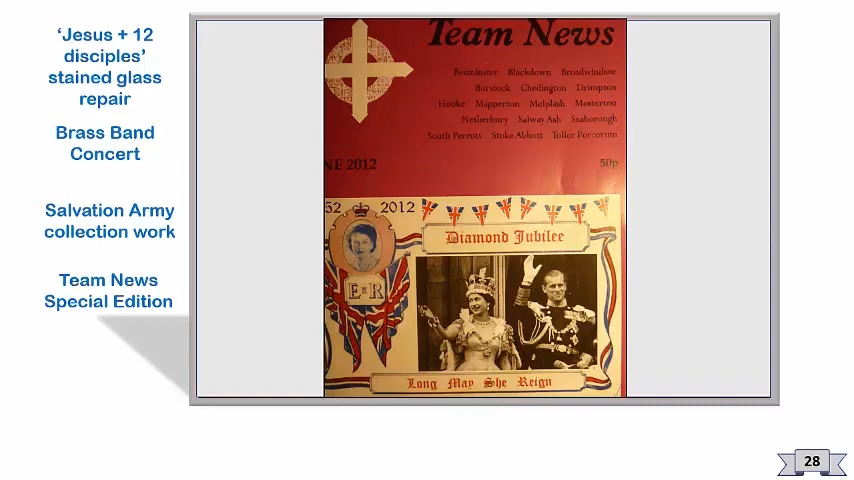 ‘Jesus + 12
disciples’
stained glass
repair
Brass Band
Concert
Salvation Army
collection work
Team News
Special Edition
Team News
Beaminster Blackdown Broadwindsor
Burstock Chedington Drimpton
Hooke Mapperton Melplash Mosterton
Netherbury Salway Ash Seaborough
South Perrott Stoke Abbott Toller Porcorum
NE 2012
50p
52 2012
Diamond Jubilee
E II R
Long May She Reign
28